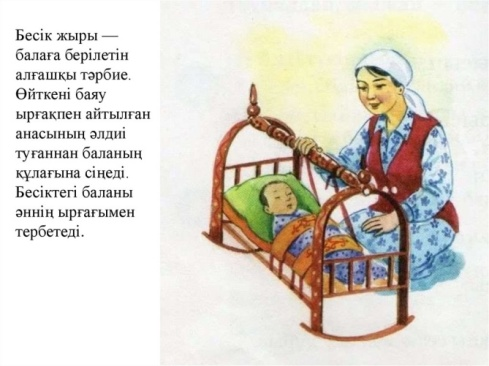 Бесік жыры —
балаға берілетін
алғашқы тәрбие.
Өйткені баяу
ырғақпен айтылған
анасының әлдиі
туғаннан баланың
құлағына сіңеді.
Бесіктегі баланы
әннің ырғағымен
тербетеді.